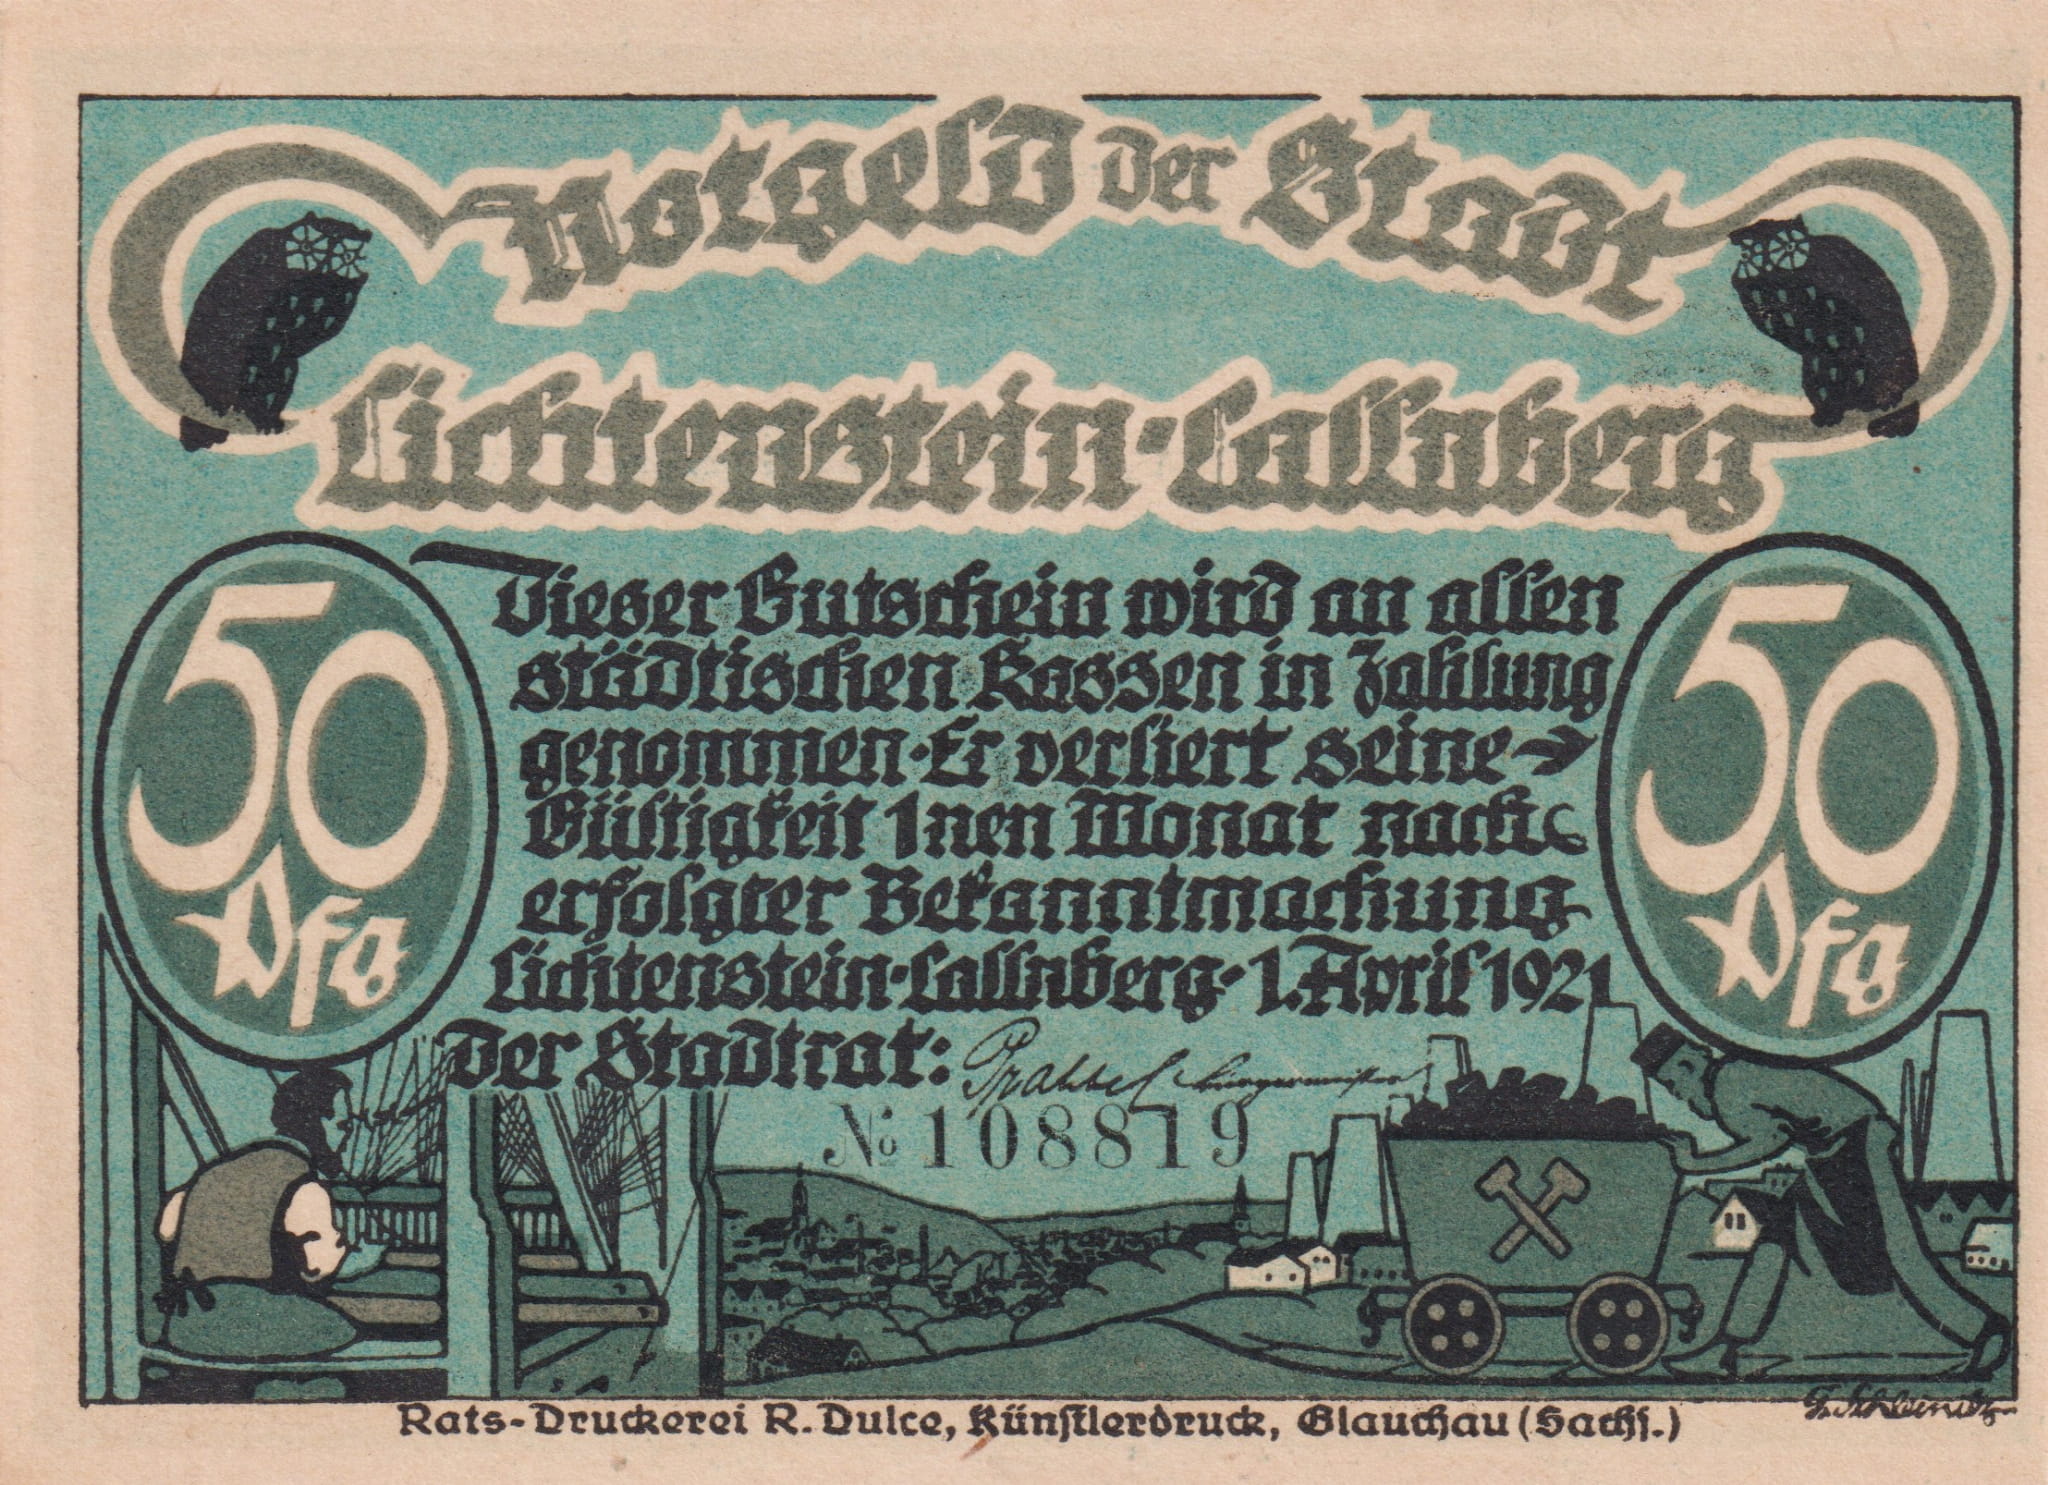 Notgeld der Stadt
Lichtenstein-Callnberg
50 Pfg
50 Pfg
Dieser Gutschein wird an allen
städtischen Kassen in Zahlung
genommen·Er verliert seine
Gültigkeit 1nen Monat nach
erfolgter Bekanntmachung
Lichtenstein-Callnberg·1.April 1921
Der Stadtrat:
Bürgermeister
№ 108819
Rats-Druckerei R. Dulce, Künstlerdruck, Glauchau (Sachs.)